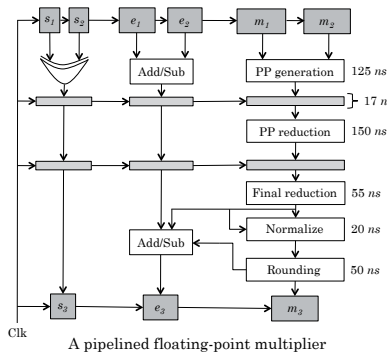 s1 s2 e1 e2 m1 m2
Add/Sub PP generation 125 ns
17 n
PP reduction 150 ns
Final reduction 55 ns
Add/Sub Normalize 20 ns
Rounding 50 ns
s3 e3 m3
Clk
A pipelined floating-point multiplier